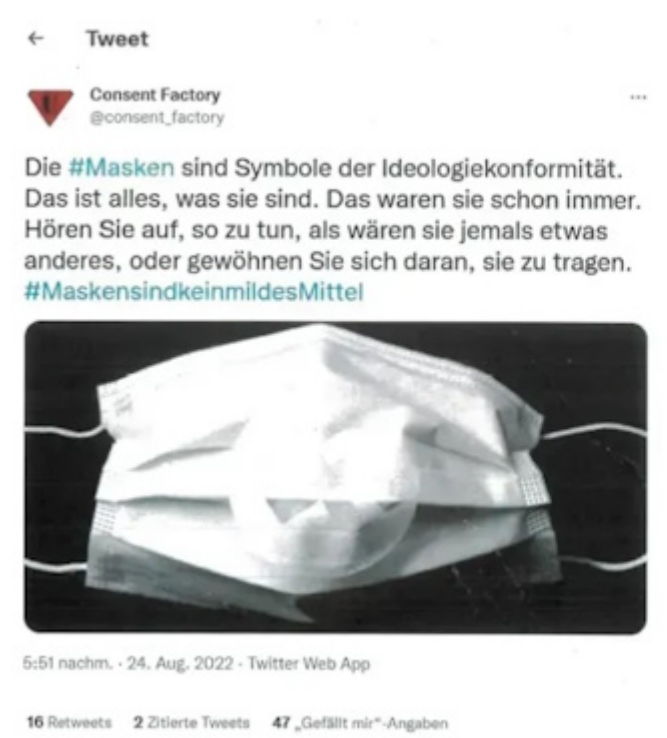 ← Tweet
Consent Factory
@consent_factory
...
Die #Masken sind Symbole der Ideologiekonformität.
Das ist alles, was sie sind. Das waren sie schon immer.
Hören Sie auf, so zu tun, als wären sie jemals etwas
anderes, oder gewöhnen Sie sich daran, sie zu tragen.
#MaskensindkeinmildesMittel
5:51 nachm. · 24. Aug. 2022 · Twitter Web App
16 Retweets 2 Zitierte Tweets 47 „Gefällt mir“-Angaben